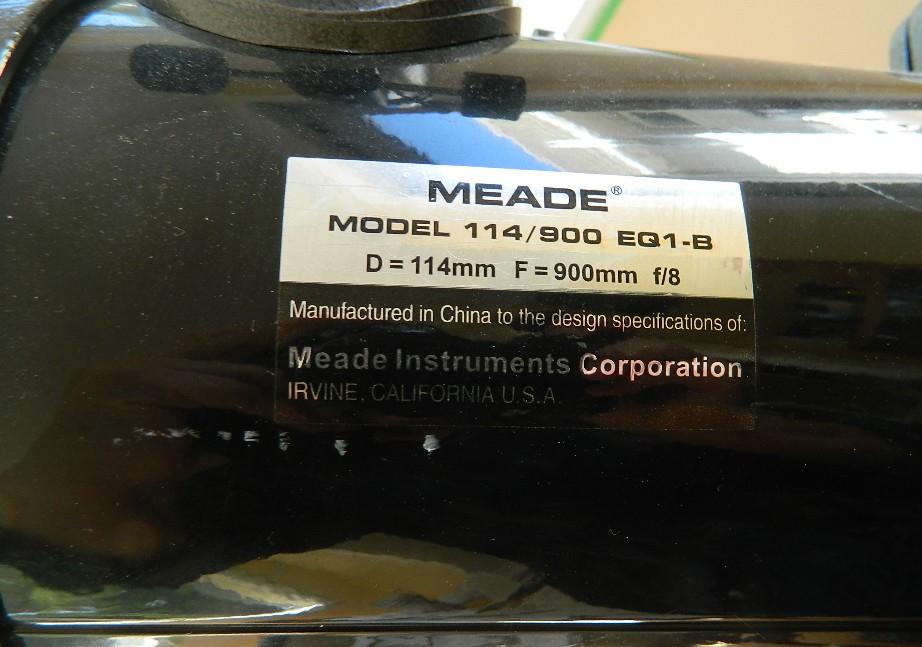 MEADE®
MODEL 114/900 EQ1-B
D = 114mm F = 900mm f/8
Manufactured in China to the design specifications of:
Meade Instruments Corporation
IRVINE, CALIFORNIA U.S.A.